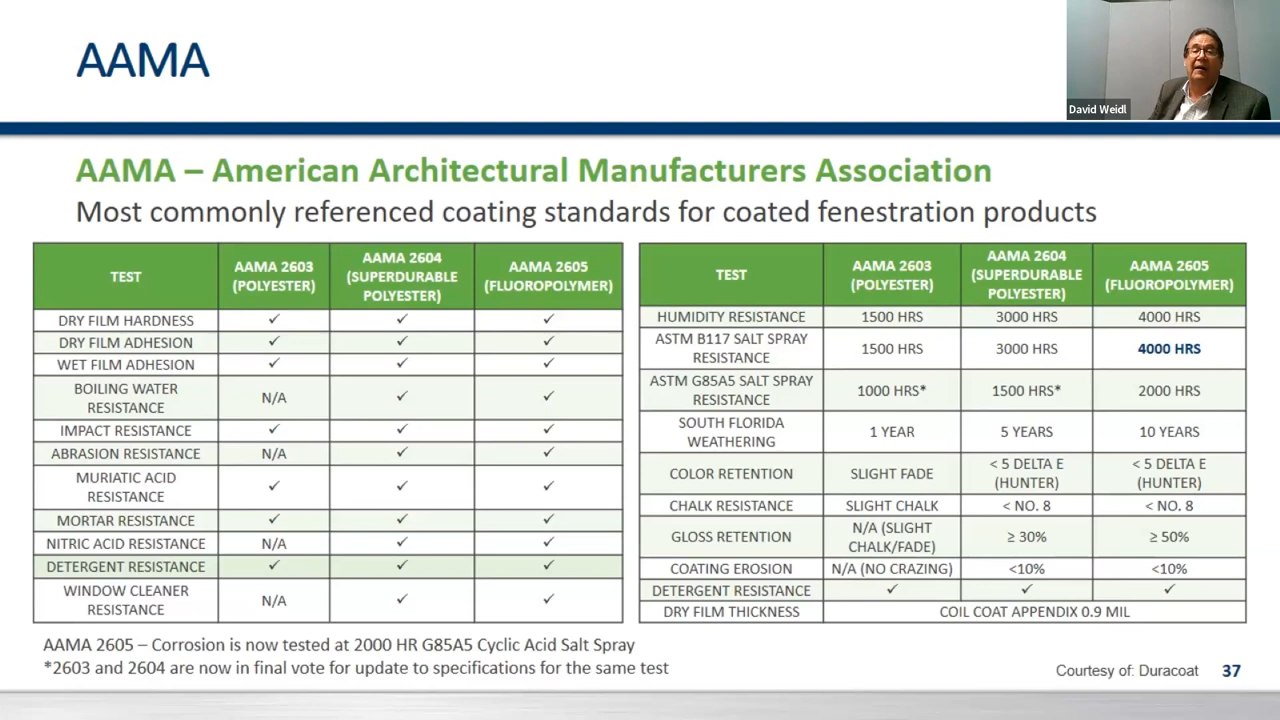 AAMA
David Weidl
AAMA – American Architectural Manufacturers Association
Most commonly referenced coating standards for coated fenestration products
TEST
AAMA 2603
(POLYESTER)
AAMA 2604
(SUPERDURABLE
POLYESTER)
AAMA 2605
(FLUOROPOLYMER)
DRY FILM HARDNESS ✓ ✓ ✓
DRY FILM ADHESION ✓ ✓ ✓
WET FILM ADHESION ✓ ✓ ✓
BOILING WATER
RESISTANCE
N/A ✓ ✓
IMPACT RESISTANCE ✓ ✓ ✓
ABRASION RESISTANCE N/A ✓ ✓
MURIATIC ACID
RESISTANCE
✓ ✓ ✓
MORTAR RESISTANCE ✓ ✓ ✓
NITRIC ACID RESISTANCE N/A ✓ ✓
DETERGENT RESISTANCE ✓ ✓ ✓
WINDOW CLEANER
RESISTANCE
N/A ✓ ✓
TEST
AAMA 2603
(POLYESTER)
AAMA 2604
(SUPERDURABLE
POLYESTER)
AAMA 2605
(FLUOROPOLYMER)
HUMIDITY RESISTANCE 1500 HRS 3000 HRS 4000 HRS
ASTM B117 SALT SPRAY
RESISTANCE
1500 HRS 3000 HRS 4000 HRS
ASTM G85A5 SALT SPRAY
RESISTANCE
1000 HRS* 1500 HRS* 2000 HRS
SOUTH FLORIDA
WEATHERING
1 YEAR 5 YEARS 10 YEARS
COLOR RETENTION SLIGHT FADE
< 5 DELTA E
(HUNTER)
< 5 DELTA E
(HUNTER)
CHALK RESISTANCE SLIGHT CHALK < NO. 8 < NO. 8
GLOSS RETENTION
N/A (SLIGHT
CHALK/FADE)
≥ 30% ≥ 50%
COATING EROSION N/A (NO CRAZING) <10% <10%
DETERGENT RESISTANCE ✓ ✓ ✓
DRY FILM THICKNESS COIL COAT APPENDIX 0.9 MIL
AAMA 2605 – Corrosion is now tested at 2000 HR G85A5 Cyclic Acid Salt Spray
*2603 and 2604 are now in final vote for update to specifications for the same test
Courtesy of: Duracoat 37